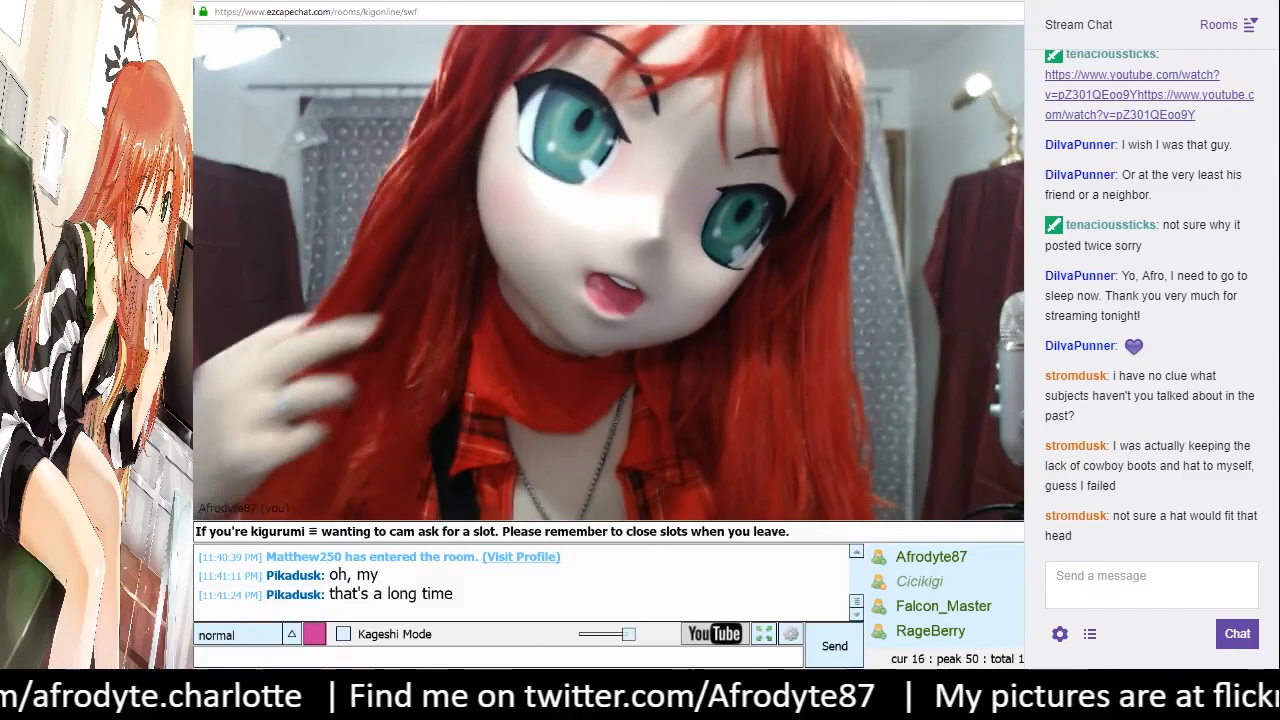 https://www.ezcapechat.com/rooms/kigonline/swf
Afrodyte87 (you)
If you're kigurumi ≡ wanting to cam ask for a slot. Please remember to close slots when you leave.
[11:40:39 PM] Matthew250 has entered the room. (Visit Profile)
[11:41:11 PM] Pikadusk: oh, my
[11:41:24 PM] Pikadusk: that's a long time
normal
Kageshi Mode
YouTube
Send
Afrodyte87
Cicikigi
Falcon_Master
RageBerry
cur 16 : peak 50 : total 1
Stream Chat
Rooms
tenaciousticks:
https://www.youtube.com/watch?
v=pZ301QEoo9Yhttps://www.youtube.c
om/watch?v=pZ301QEoo9Y
DilvaPunner: I wish I was that guy.
DilvaPunner: Or at the very least his
friend or a neighbor.
tenacioussticks: not sure why it
posted twice sorry
DilvaPunner: Yo, Afro, I need to go to
sleep now. Thank you very much for
streaming tonight!
DilvaPunner:
stromdusk: i have no clue what
subjects haven't you talked about in the
past?
stromdusk: I was actually keeping the
lack of cowboy boots and hat to myself,
guess I failed
stromdusk: not sure a hat would fit that
head
Send a message
Chat
m/afrodyte.charlotte | Find me on twitter.com/Afrodyte87 | My pictures are at flick